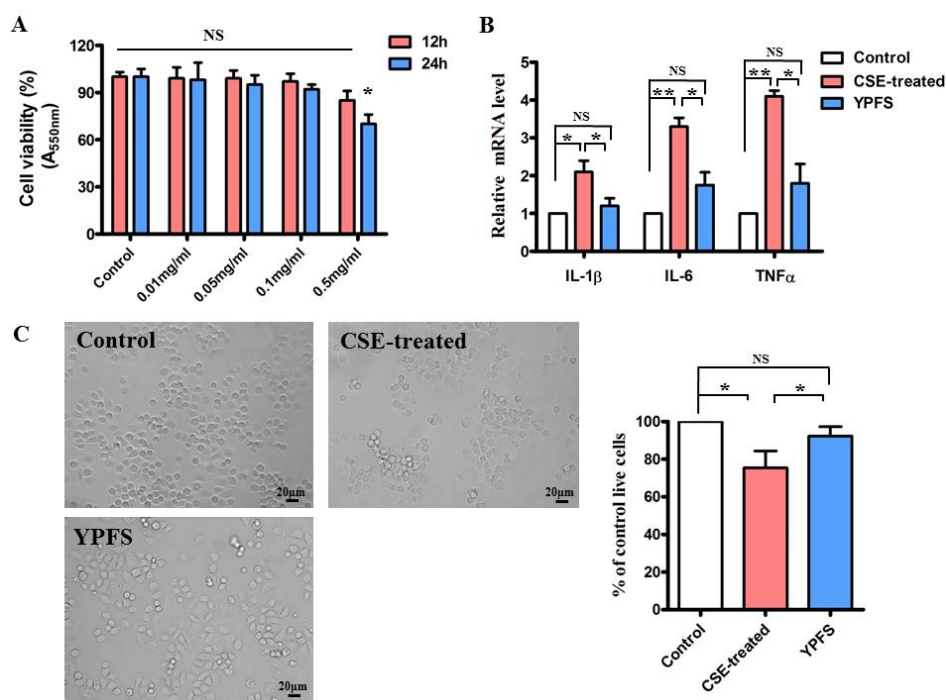 A
NS
12h
24h
Cell viability (%)
(A550nm)
120
90
60
30
0
*
Control
0.01mg/ml
0.05mg/ml
0.1mg/ml
0.5mg/ml
B
Control
CSE-treated
YPFS
Relative mRNA level
5
4
3
2
1
0
NS
*
*
NS
**
*
NS
**
*
IL-1β
IL-6
TNFα
C
Control
20μm
CSE-treated
20μm
YPFS
20μm
% of control live cells
100
80
60
40
20
0
NS
*
*
Control
CSE-treated
YPFS